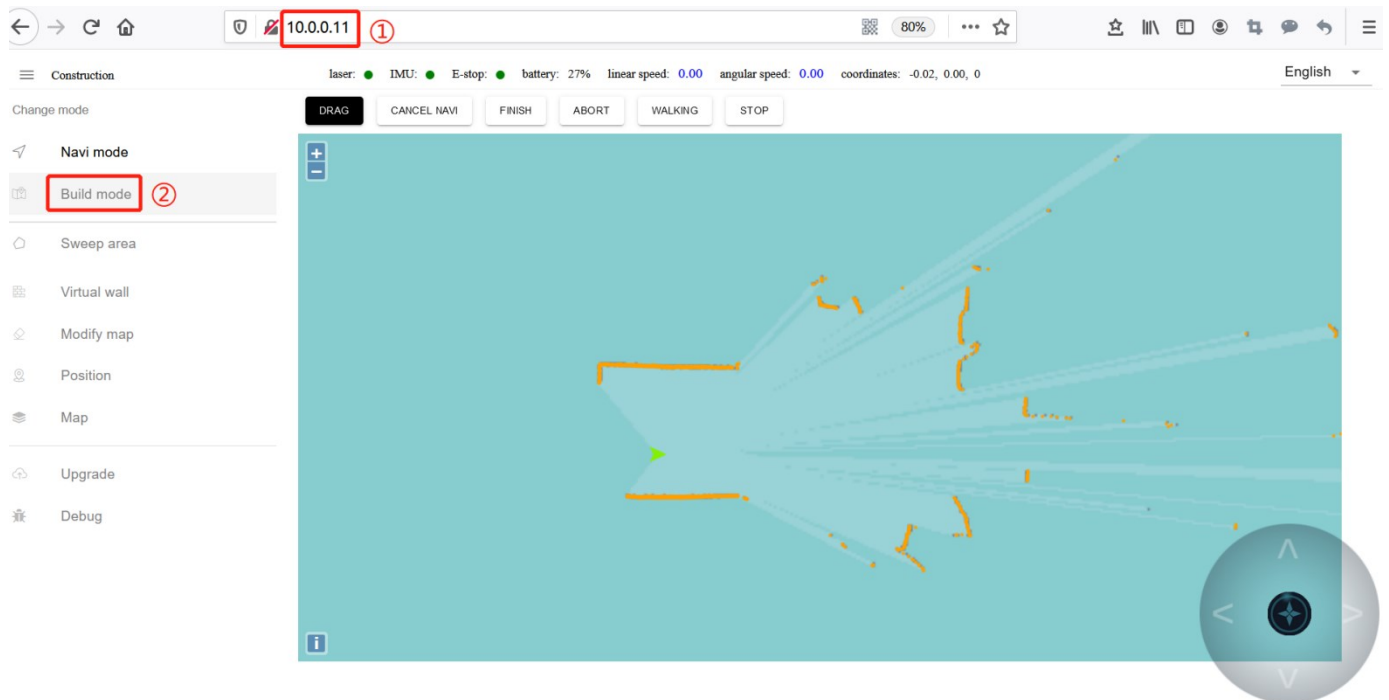 10.0.0.11 ① 80%
Construction laser: IMU: E-stop: battery: 27% linear speed: 0.00 angular speed: 0.00 coordinates: -0.02, 0.00, 0 English
Change mode DRAG CANCEL NAVI FINISH ABORT WALKING STOP
Navi mode
Build mode ②
Sweep area
Virtual wall
Modify map
Position
Map
Upgrade
Debug